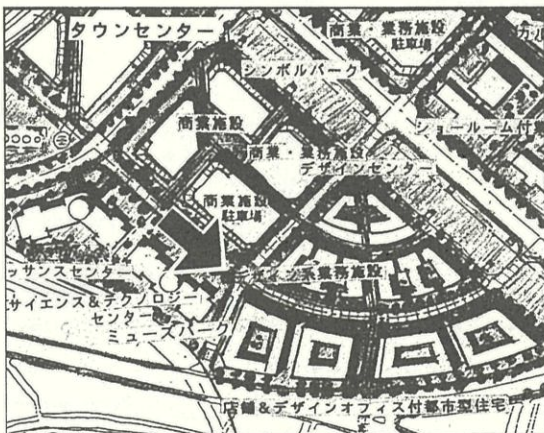 タウンセンター
商業・業務施設
駐車場
シンボルパーク
ショールーム付
商業施設
商業・業務施設
デザインセンター
商業施設
駐車場
ッサンスセンター
デザイン系業務施設
サイエンス&テクノロジー
センター
ミューズパーク
店舗&デザインオフィス付都市型住宅